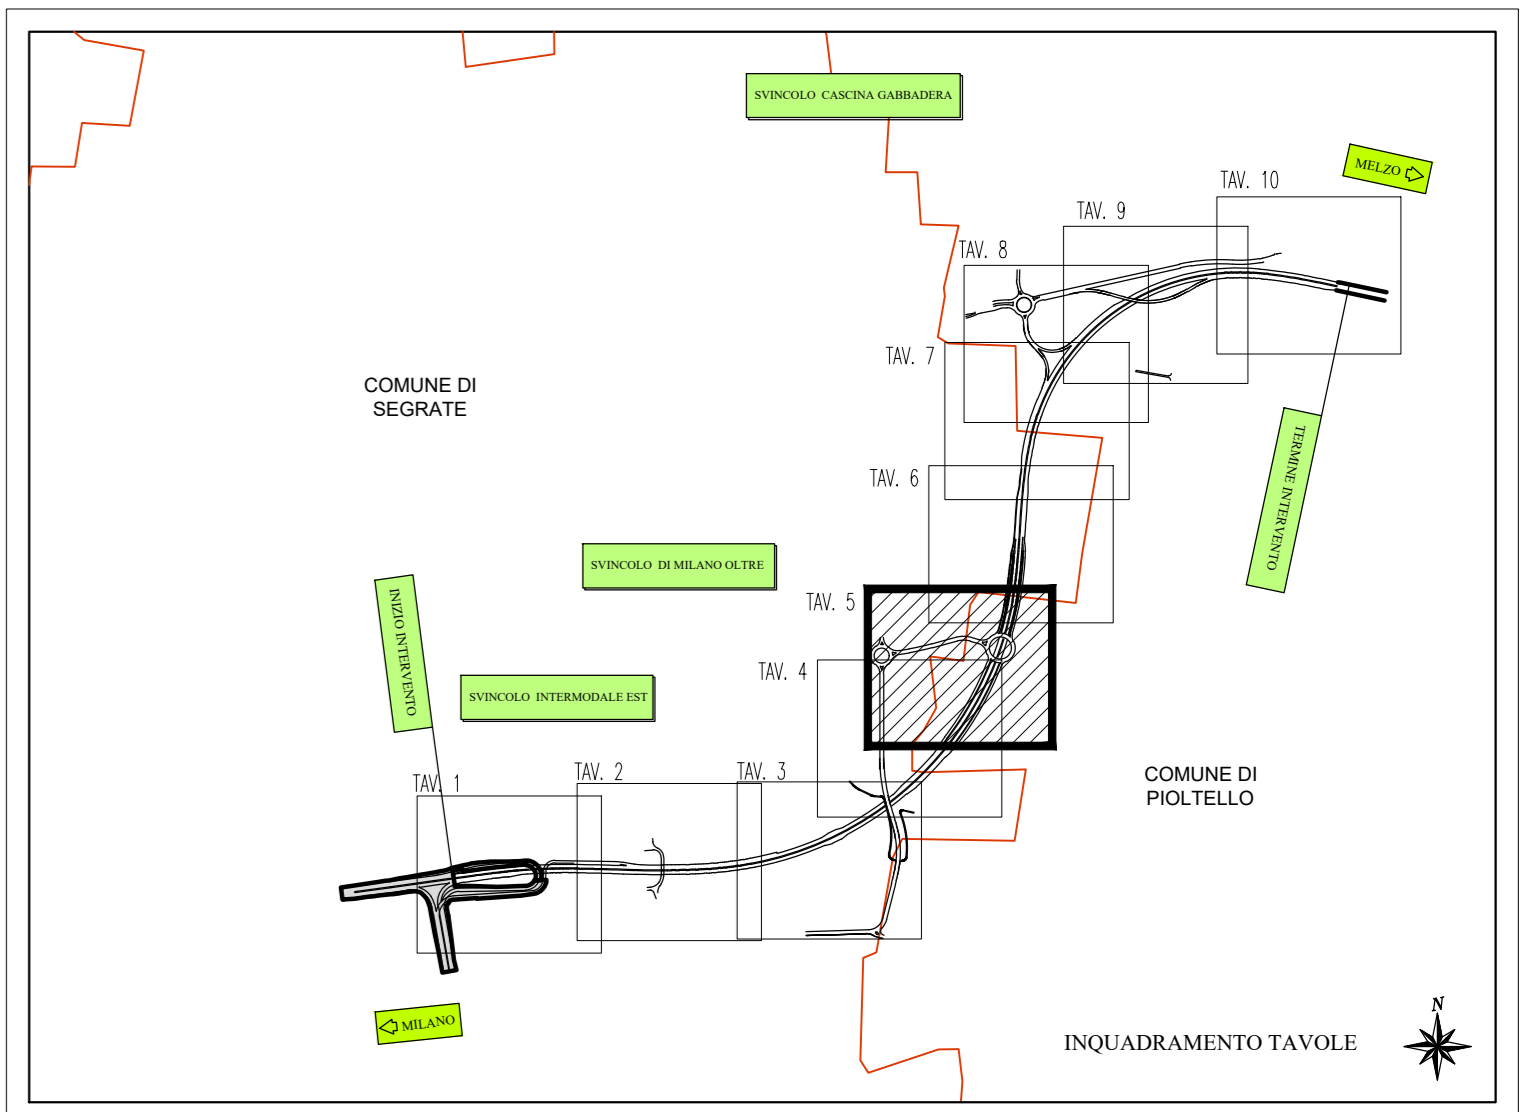 SVINCOLO CASCINA GABBADERA
MELZO
TAV. 10
TAV. 9
TAV. 8
TAV. 7
COMUNE DI
SEGRATE
TERMINE INTERVENTO
TAV. 6
SVINCOLO DI MILANO OLTRE
TAV. 5
INIZIO INTERVENTO
TAV. 4
SVINCOLO INTERMODALE EST
COMUNE DI
PIOLTELLO
TAV. 3
TAV. 2
TAV. 1
N
MILANO
INQUADRAMENTO TAVOLE